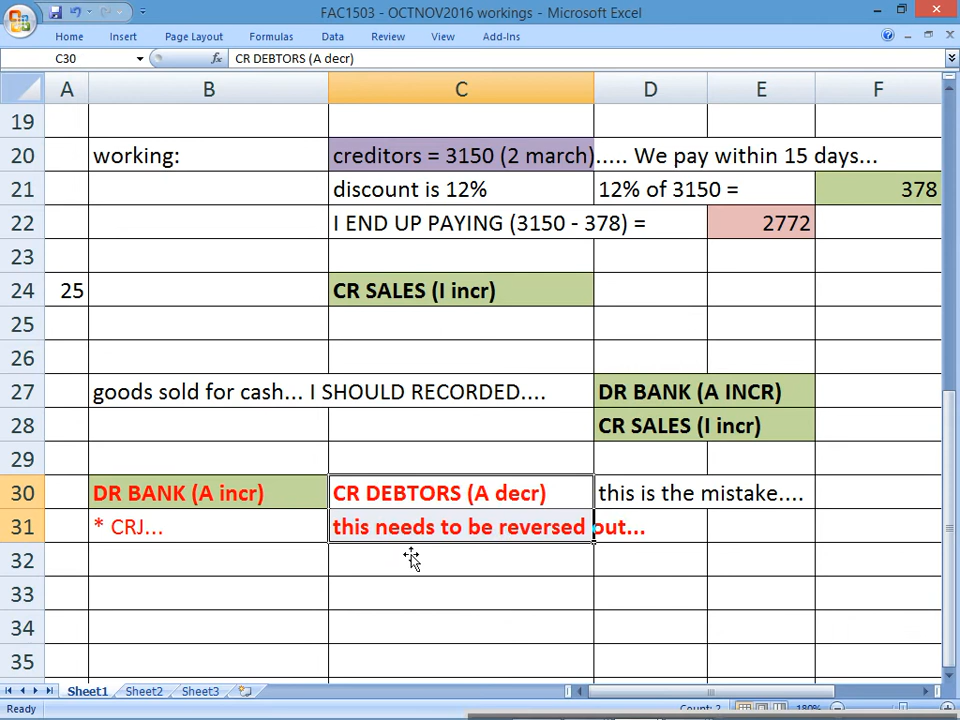 FAC1503 - OCTNOV2016 workings - Microsoft Excel
Home Insert Page Layout Formulas Data Review View Add-Ins
C30 fx CR DEBTORS (A decr)
A B C D E F
19
20 working: creditors = 3150 (2 march)..... We pay within 15 days...
21 discount is 12% 12% of 3150 = 378
22 I END UP PAYING (3150 - 378) = 2772
23
24 25 CR SALES (I incr)
25
26
27 goods sold for cash... I SHOULD RECORDED.... DR BANK (A INCR)
28 CR SALES (I incr)
29
30 DR BANK (A incr) CR DEBTORS (A decr) this is the mistake....
31 * CRJ... this needs to be reversed out...
32
33
34
35
Sheet1 Sheet2 Sheet3
Ready Count: 2 180%